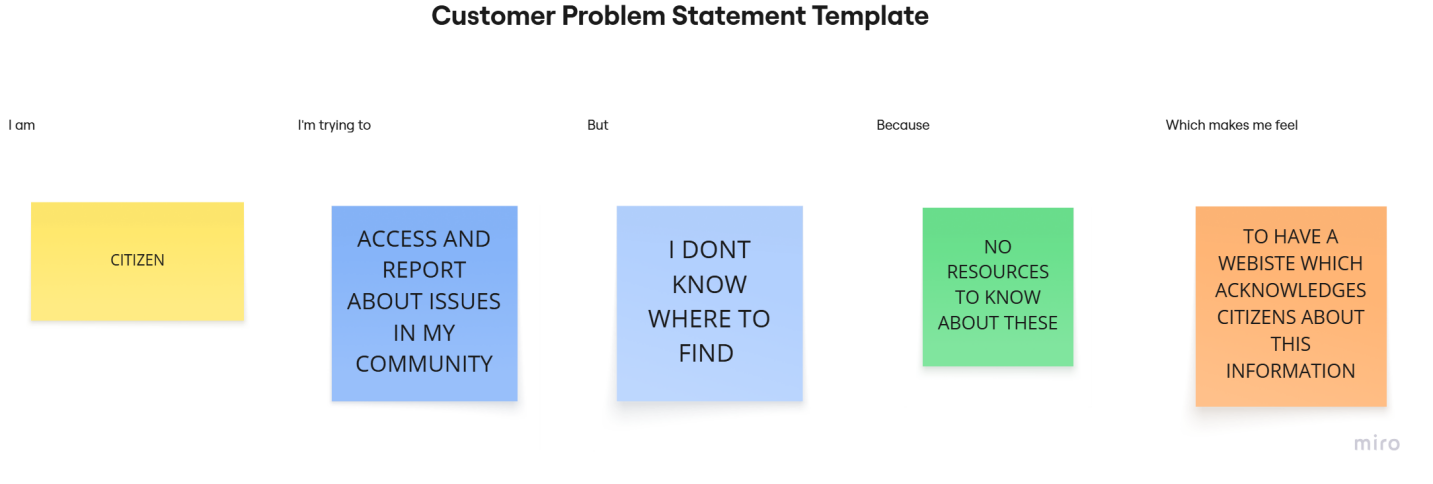 Customer Problem Statement Template
I am
I'm trying to
But
Because
Which makes me feel
CITIZEN
ACCESS AND
REPORT
ABOUT ISSUES
IN MY
COMMUNITY
I DONT
KNOW
WHERE TO
FIND
NO
RESOURCES
TO KNOW
ABOUT THESE
TO HAVE A
WEBISTE WHICH
ACKNOWLEDGES
CITIZENS ABOUT
THIS
INFORMATION
miro